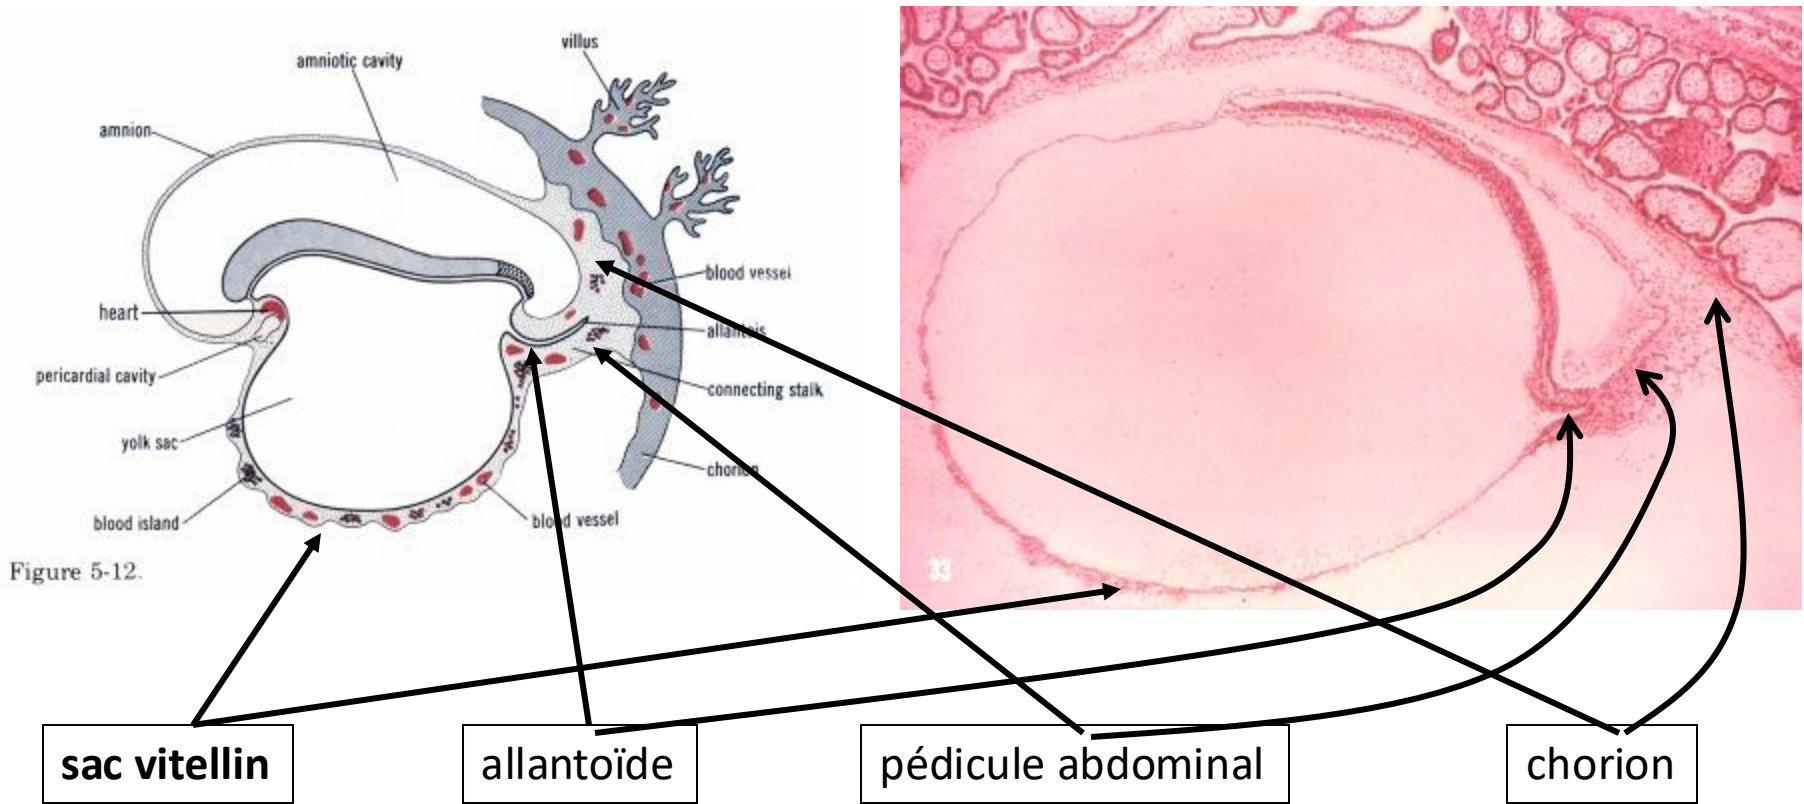 villus
amniotic cavity
amnion
blood vessel
heart
allantois
pericardial cavity
connecting stalk
yolk sac
chorion
blood island
blood vessel
Figure 5-12.
33
sac vitellin
allantoïde
pédicule abdominal
chorion